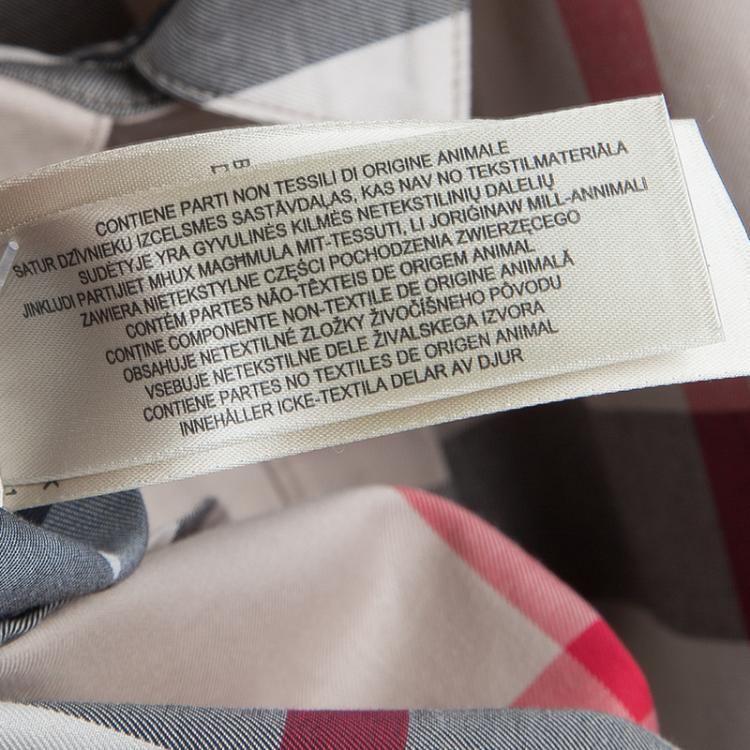 CONTIENE PARTI NON TESSILI DI ORIGINE ANIMALE
SATUR DZĪVNIEKU IZCELSMES SASTĀVDAĻAS, KAS NAV NO TEKSTILMATERIĀLA
SUDĖTYJE YRA GYVULINĖS KILMĖS NETEKSTILINIŲ DALELIŲ
JINKLUDI PARTIJIET MHUX MAGĦMULA MIT-TESSUTI, LI JORIĠINAW MILL-ANNIMALI
ZAWIERA NIETEKSTYLNE CZĘŚCI POCHODZENIA ZWIERZĘCEGO
CONTÉM PARTES NÃO-TÊXTEIS DE ORIGEM ANIMAL
CONȚINE COMPONENTE NON-TEXTILE DE ORIGINE ANIMALĂ
OBSAHUJE NETEXTILNÉ ZLOŽKY ŽIVOČÍŠNEHO PÔVODU
VSEBUJE NETEKSTILNE DELE ŽIVALSKEGA IZVORA
CONTIENE PARTES NO TEXTILES DE ORIGEN ANIMAL
INNEHÅLLER ICKE-TEXTILA DELAR AV DJUR